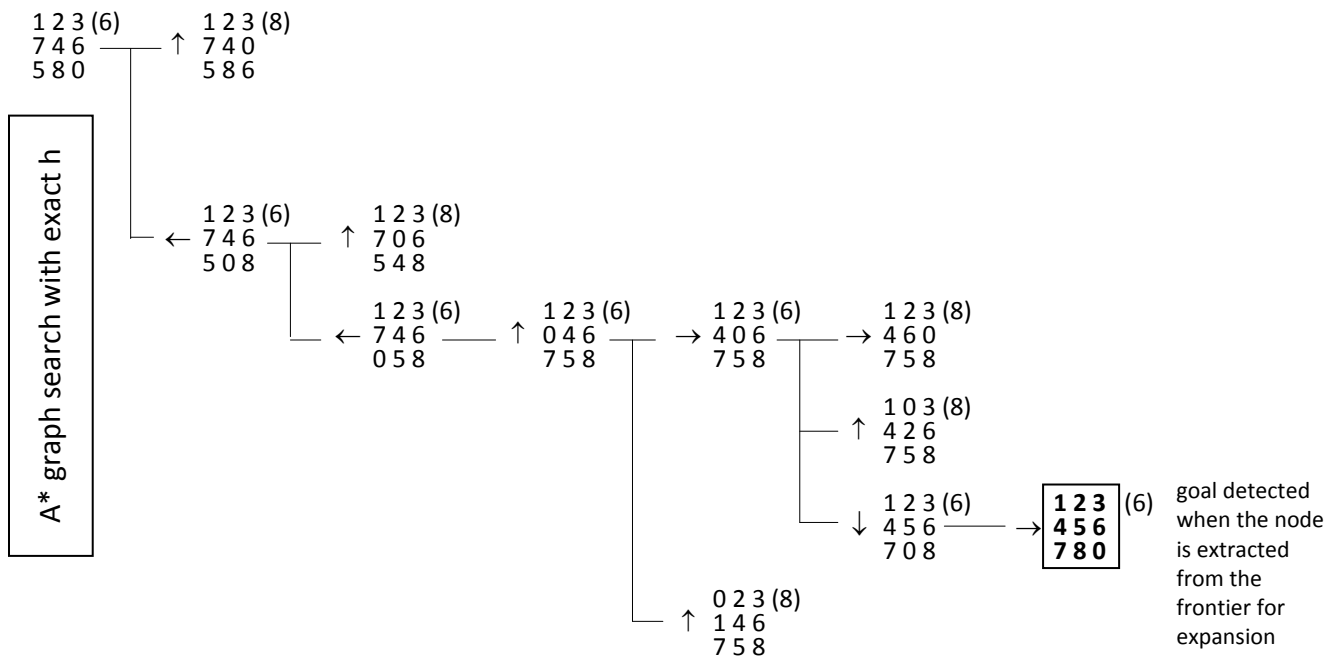 1 2 3 (6)
7 4 6
5 8 0
↑
1 2 3 (8)
7 4 0
5 8 6
A* graph search with exact h
←
1 2 3 (6)
7 4 6
5 0 8
↑
1 2 3 (8)
7 0 6
5 4 8
←
1 2 3 (6)
7 4 6
0 5 8
↑
1 2 3 (6)
0 4 6
7 5 8
→
1 2 3 (6)
4 0 6
7 5 8
→
1 2 3 (8)
4 6 0
7 5 8
↑
1 0 3 (8)
4 2 6
7 5 8
↓
1 2 3 (6)
4 5 6
7 0 8
→
1 2 3 (6)
4 5 6
7 8 0
goal detected
when the node
is extracted
from the
frontier for
expansion
↑
0 2 3 (8)
1 4 6
7 5 8